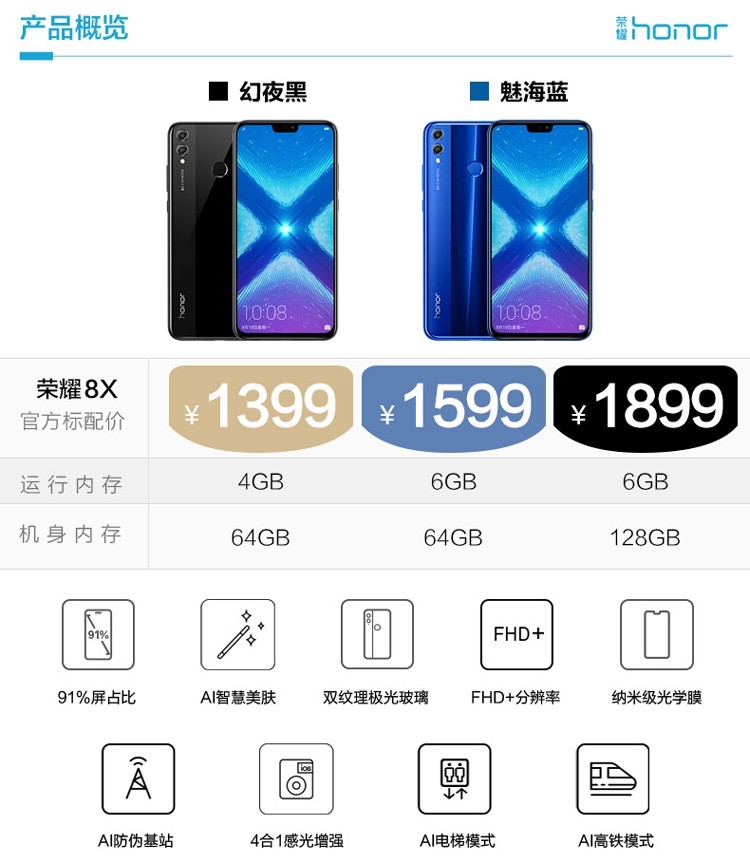 产品概览
荣耀 honor
幻夜黑
魅海蓝
AI CAMERA
honor
10:08
honor
10:08
荣耀8X
官方标配价
¥1399
¥1599
¥1899
运行内存
4GB
6GB
6GB
机身内存
64GB
64GB
128GB
91%
FHD+
91%屏占比
AI智慧美肤
双纹理极光玻璃
FHD+分辨率
纳米级光学膜
ISO
AI防伪基站
4合1感光增强
AI电梯模式
AI高铁模式